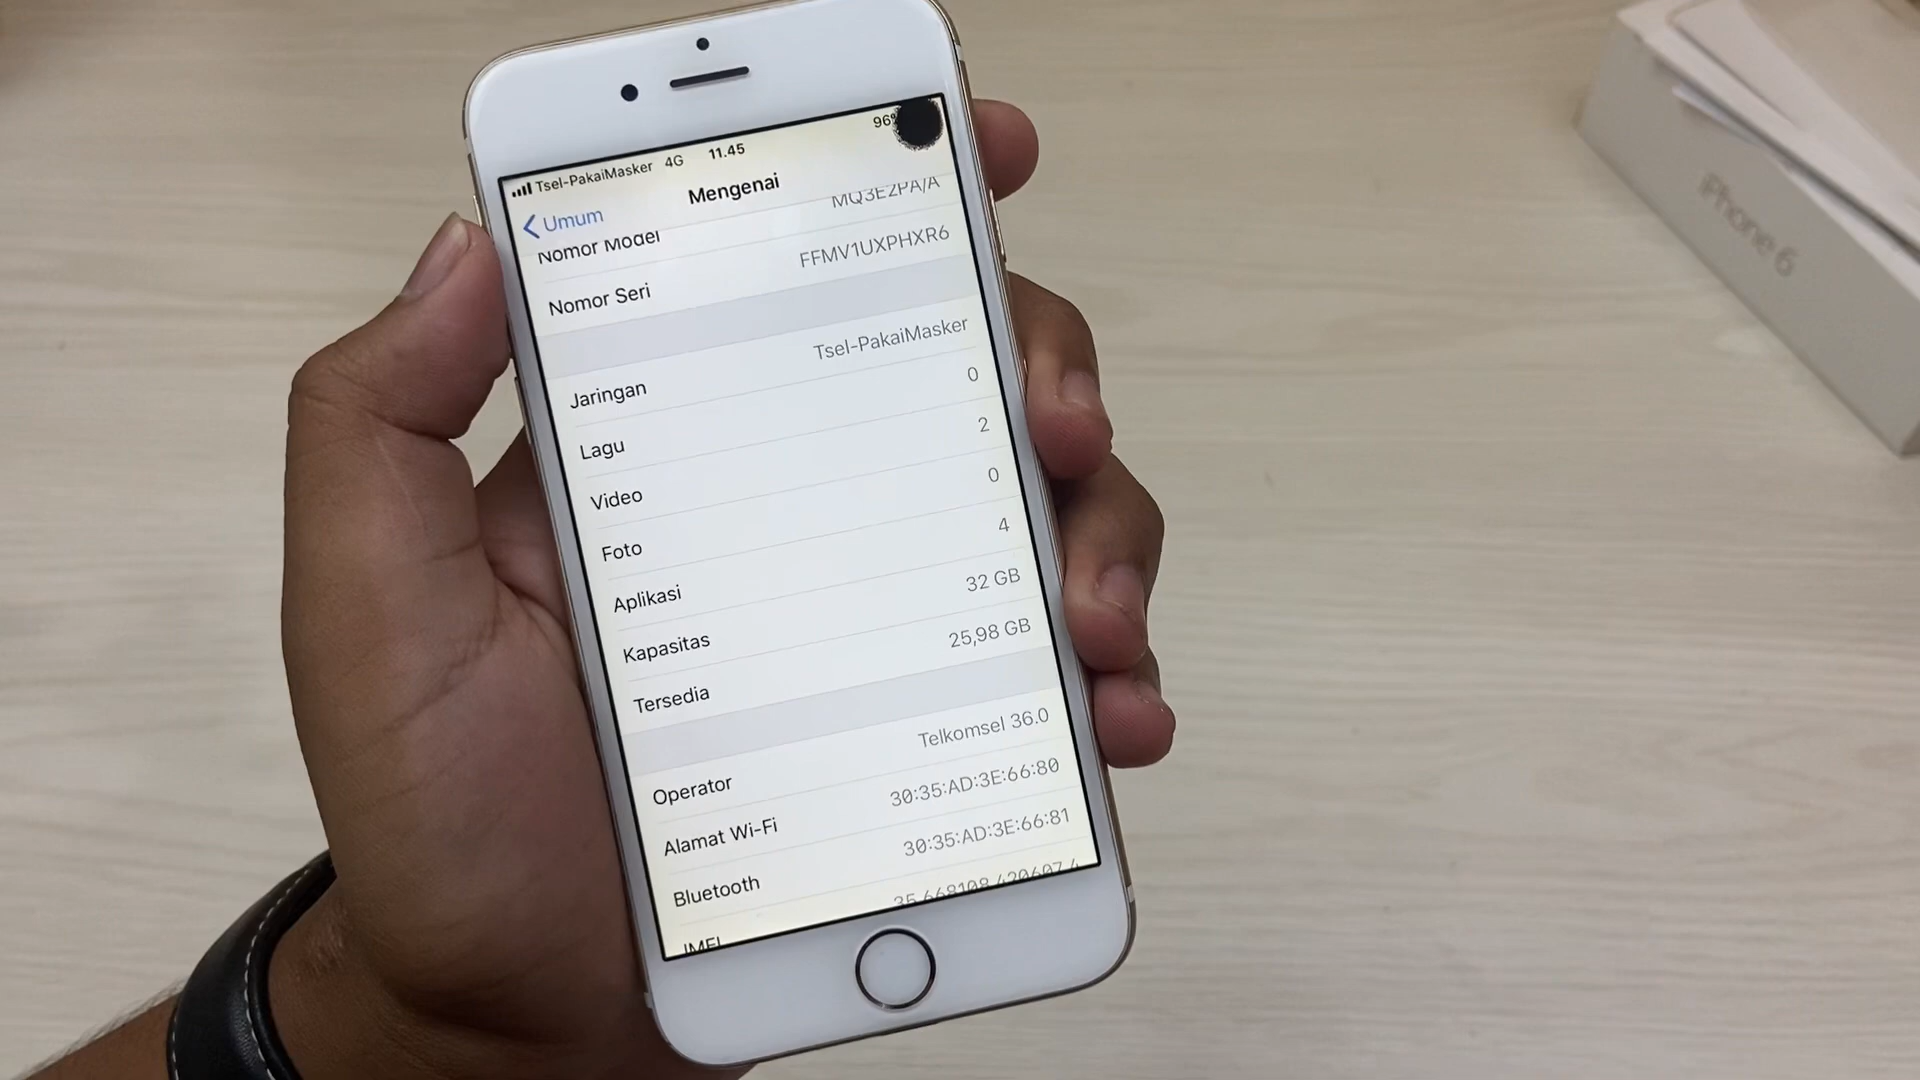 Tsel-PakaiMasker 4G 11.45 96%
Umum Mengenai
Nomor Model MQ3E2PA/A
Nomor Seri FFMV1UXPHXR6
Jaringan Tsel-PakaiMasker
Lagu 0
Video 2
Foto 0
Aplikasi 4
Kapasitas 32 GB
Tersedia 25,98 GB
Operator Telkomsel 36.0
Alamat Wi-Fi 30:35:AD:3E:66:80
Bluetooth 30:35:AD:3E:66:81
IMEI
iPhone 6